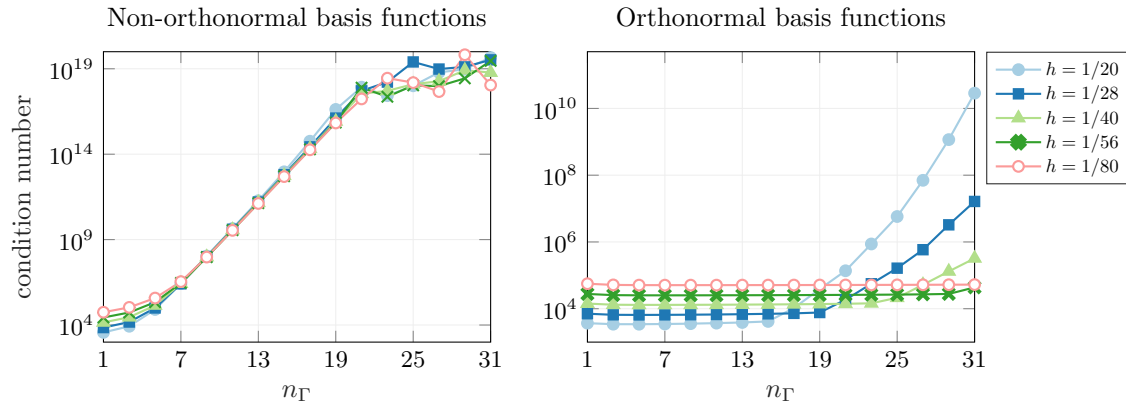 Non-orthonormal basis functions
Orthonormal basis functions
condition number
10^19
10^14
10^9
10^4
1 7 13 19 25 31
n_Γ
10^10
10^8
10^6
10^4
1 7 13 19 25 31
n_Γ
h = 1/20
h = 1/28
h = 1/40
h = 1/56
h = 1/80